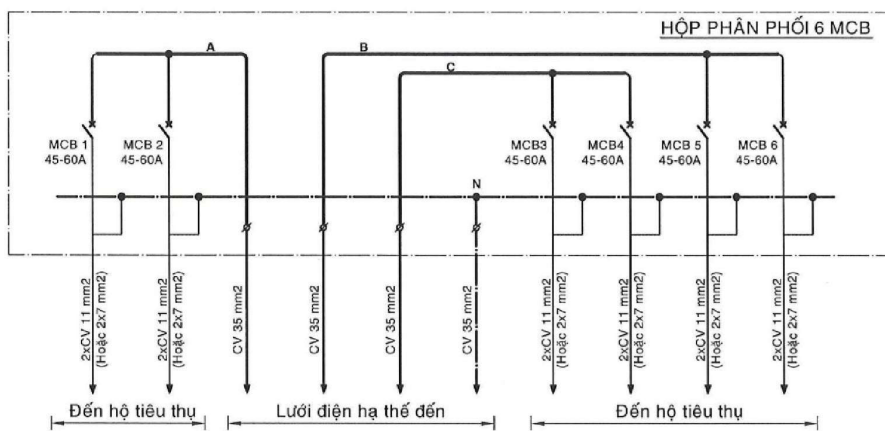 HỘP PHÂN PHỐI 6 MCB
A
B
C
MCB 1
45-60A
MCB 2
45-60A
MCB3
45-60A
MCB4
45-60A
MCB 5
45-60A
MCB 6
45-60A
N
2xCV 11 mm2
(Hoặc 2x7 mm2)
2xCV 11 mm2
(Hoặc 2x7 mm2)
CV 35 mm2
CV 35 mm2
CV 35 mm2
CV 35 mm2
2xCV 11 mm2
(Hoặc 2x7 mm2)
2xCV 11 mm2
(Hoặc 2x7 mm2)
2xCV 11 mm2
(Hoặc 2x7 mm2)
2xCV 11 mm2
(Hoặc 2x7 mm2)
Đến hộ tiêu thụ
Lưới điện hạ thế đến
Đến hộ tiêu thụ